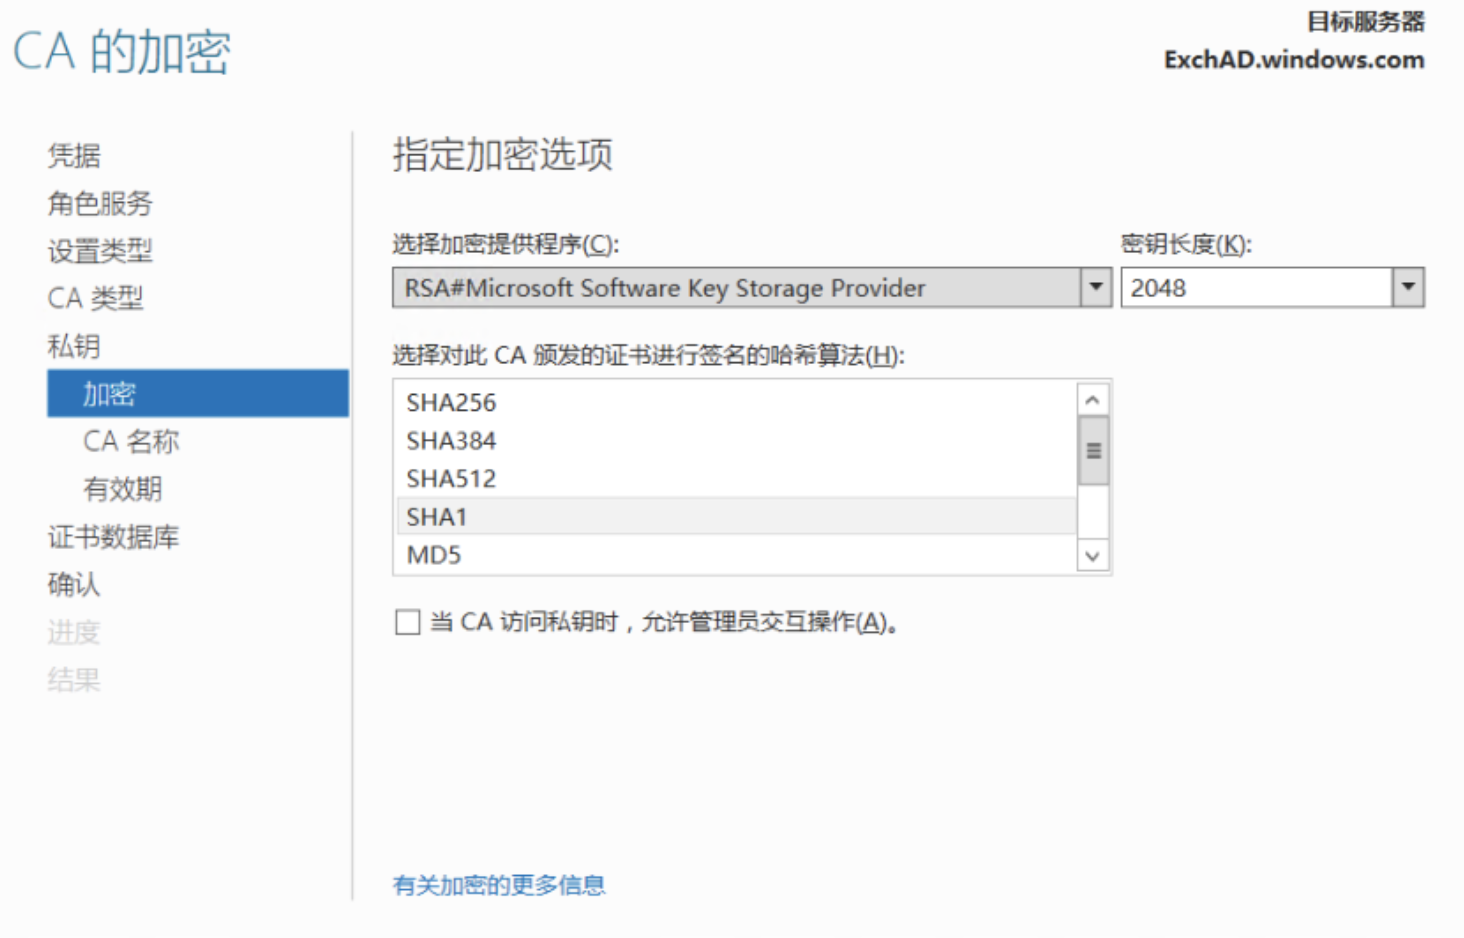 CA 的加密
目标服务器
ExchAD.windows.com
凭据
角色服务
设置类型
CA 类型
私钥
加密
CA 名称
有效期
证书数据库
确认
进度
结果
指定加密选项
选择加密提供程序(C):
密钥长度(K):
RSA#Microsoft Software Key Storage Provider
2048
选择对此 CA 颁发的证书进行签名的哈希算法(H):
SHA256
SHA384
SHA512
SHA1
MD5
当 CA 访问私钥时，允许管理员交互操作(A)。
有关加密的更多信息